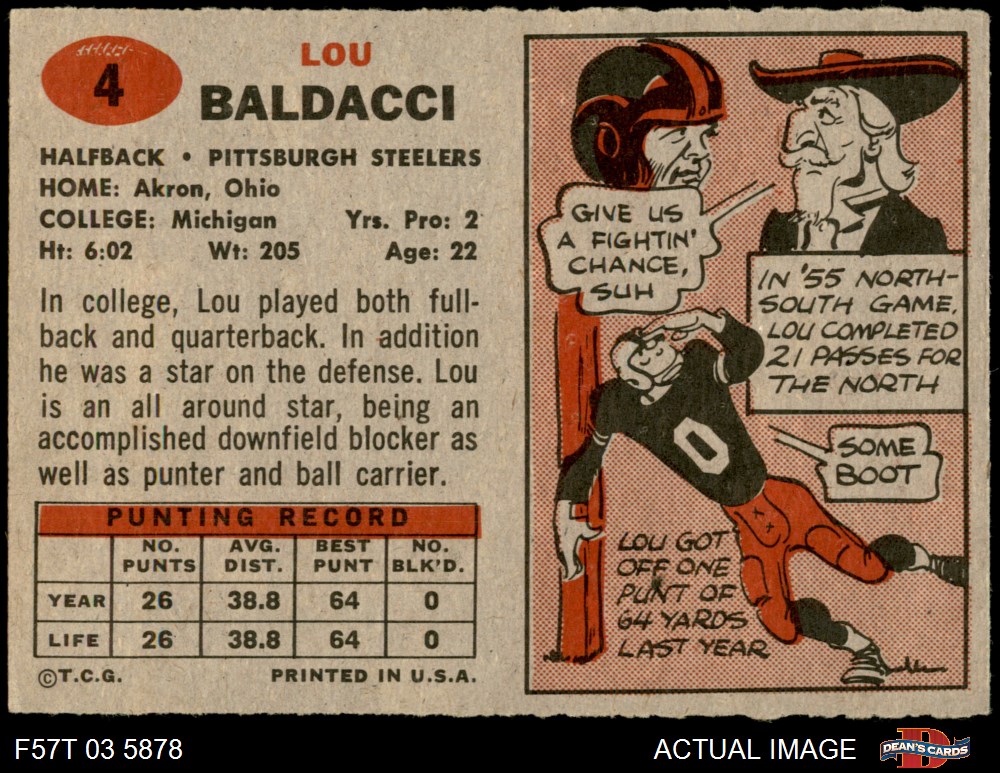 4
LOU
BALDACCI
HALFBACK • PITTSBURGH STEELERS
HOME: Akron, Ohio
COLLEGE: Michigan Yrs. Pro: 2
Ht: 6:02 Wt: 205 Age: 22
In college, Lou played both full-
back and quarterback. In addition
he was a star on the defense. Lou
is an all around star, being an
accomplished downfield blocker as
well as punter and ball carrier.
PUNTING RECORD
NO. PUNTS AVG. DIST. BEST PUNT NO. BLK'D.
YEAR 26 38.8 64 0
LIFE 26 38.8 64 0
©T.C.G. PRINTED IN U.S.A.
GIVE US
A FIGHTIN'
CHANCE,
SUH
IN '55 NORTH-
SOUTH GAME,
LOU COMPLETED
21 PASSES FOR
THE NORTH
0
SOME
BOOT
LOU GOT
OFF ONE
PUNT OF
64 YARDS
LAST YEAR
F57T 03 5878
ACTUAL IMAGE
DEAN'S CARDS